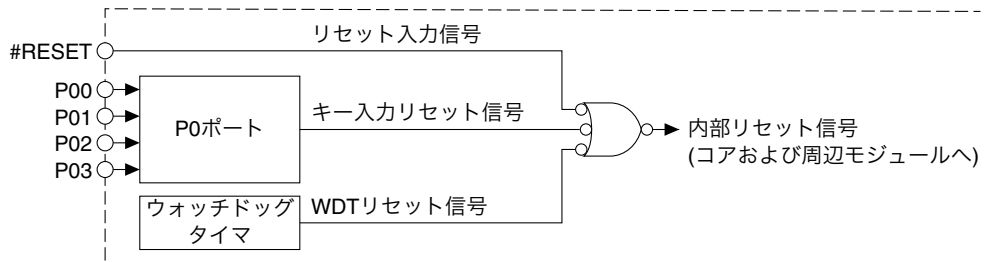 リセット入力信号
#RESET
P00
P01
P02
P03
P0ポート
キー入力リセット信号
内部リセット信号
(コアおよび周辺モジュールへ)
ウォッチドッグ
タイマ
WDTリセット信号